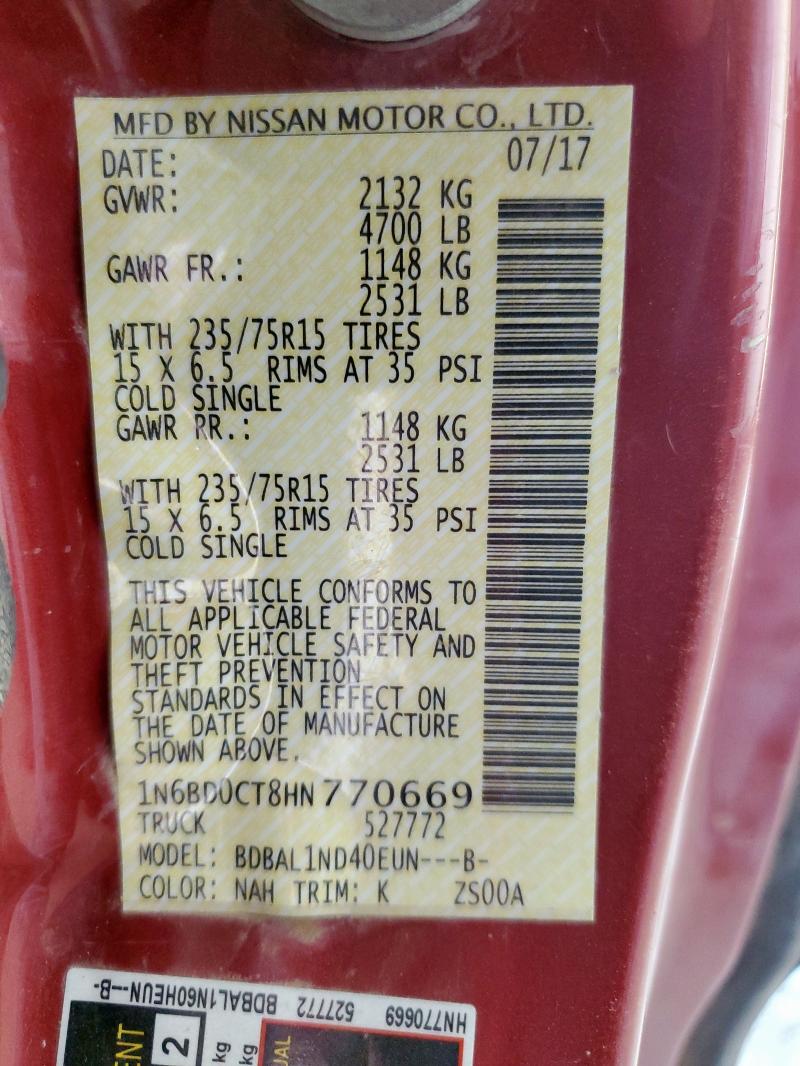 MFD BY NISSAN MOTOR CO., LTD.
DATE: 07/17
GVWR: 2132 KG
4700 LB
GAWR FR.: 1148 KG
2531 LB
WITH 235/75R15 TIRES
15 X 6.5 RIMS AT 35 PSI
COLD SINGLE
GAWR RR.: 1148 KG
2531 LB
WITH 235/75R15 TIRES
15 X 6.5 RIMS AT 35 PSI
COLD SINGLE
THIS VEHICLE CONFORMS TO
ALL APPLICABLE FEDERAL
MOTOR VEHICLE SAFETY AND
THEFT PREVENTION
STANDARDS IN EFFECT ON
THE DATE OF MANUFACTURE
SHOWN ABOVE.
1N6BD0CT8HN770669
TRUCK 527772
MODEL: BDBAL1ND40EUN---B-
COLOR: NAH TRIM: K ZS00A
HN770669 527772 BDBAL1N60HEUN--B-
2
kg
kg